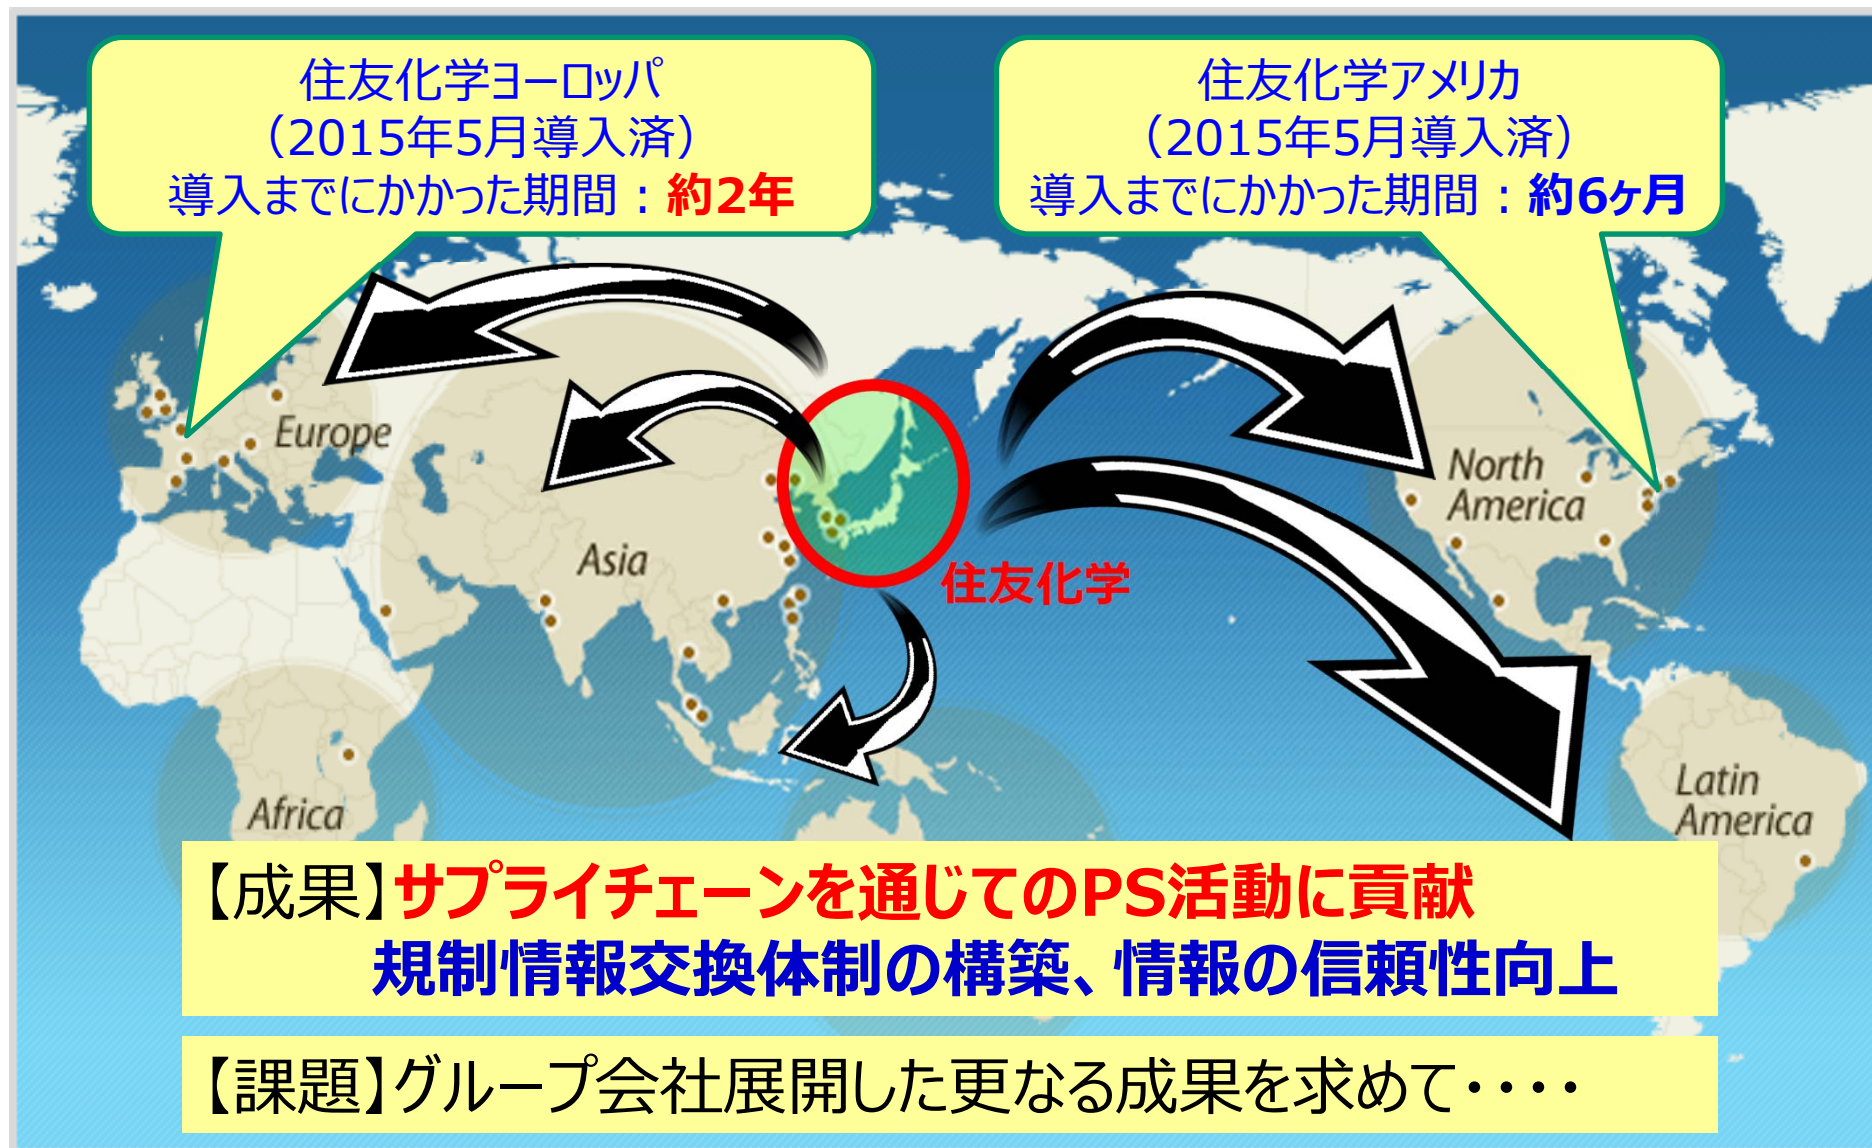 住友化学ヨーロッパ
（2015年5月導入済）
導入までにかかった期間：約2年
住友化学アメリカ
（2015年5月導入済）
導入までにかかった期間：約6ヶ月
Europe
Asia
住友化学
North
America
Africa
Latin
America
【成果】サプライチェーンを通じてのPS活動に貢献
規制情報交換体制の構築、情報の信頼性向上
【課題】グループ会社展開した更なる成果を求めて・・・・